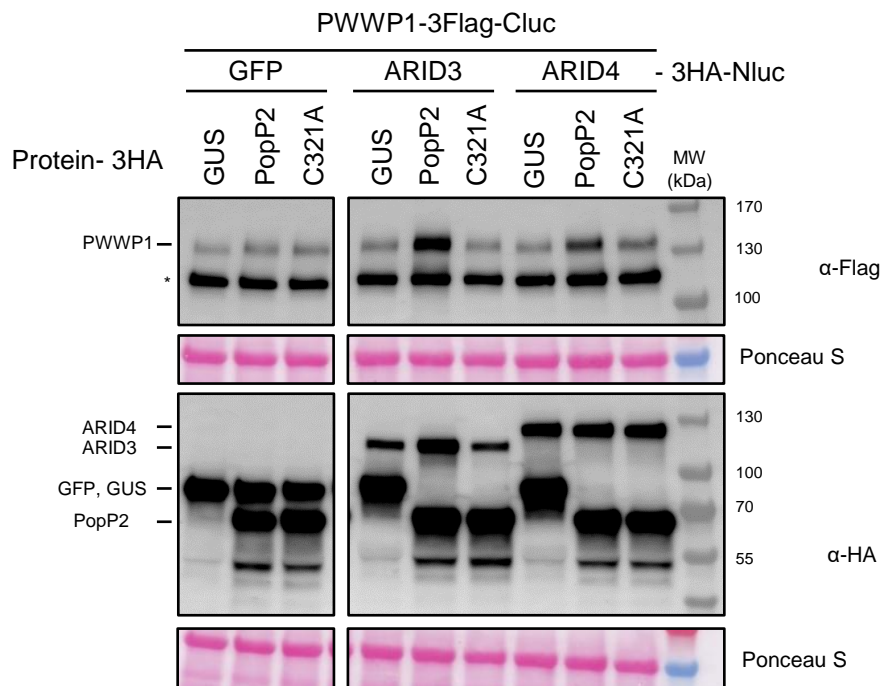 PWWP1-3Flag-Cluc
GFP ARID3 ARID4 - 3HA-Nluc
Protein- 3HA GUS PopP2 C321A GUS PopP2 C321A GUS PopP2 C321A MW
(kDa)
170
PWWP1
130
*
α-Flag
100
Ponceau S
130
ARID4
ARID3
100
GFP, GUS
70
PopP2
55
α-HA
Ponceau S